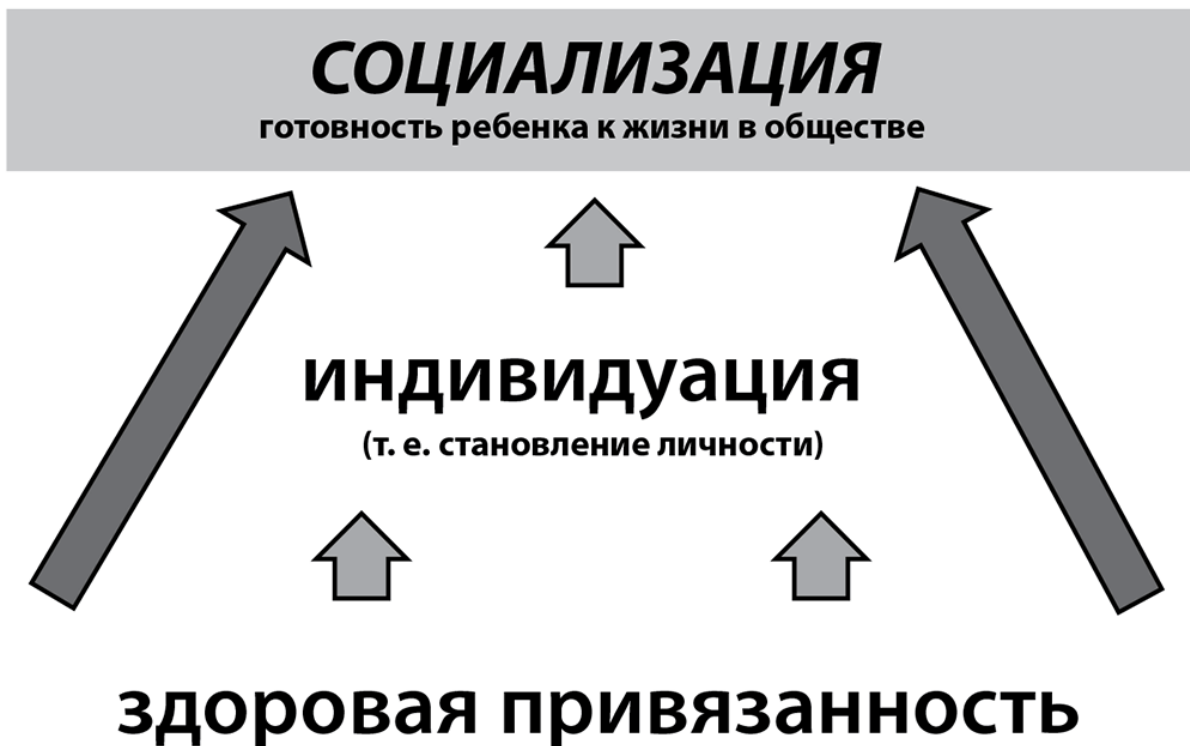 СОЦИАЛИЗАЦИЯ
готовность ребенка к жизни в обществе
индивидуация
(т. е. становление личности)
здоровая привязанность